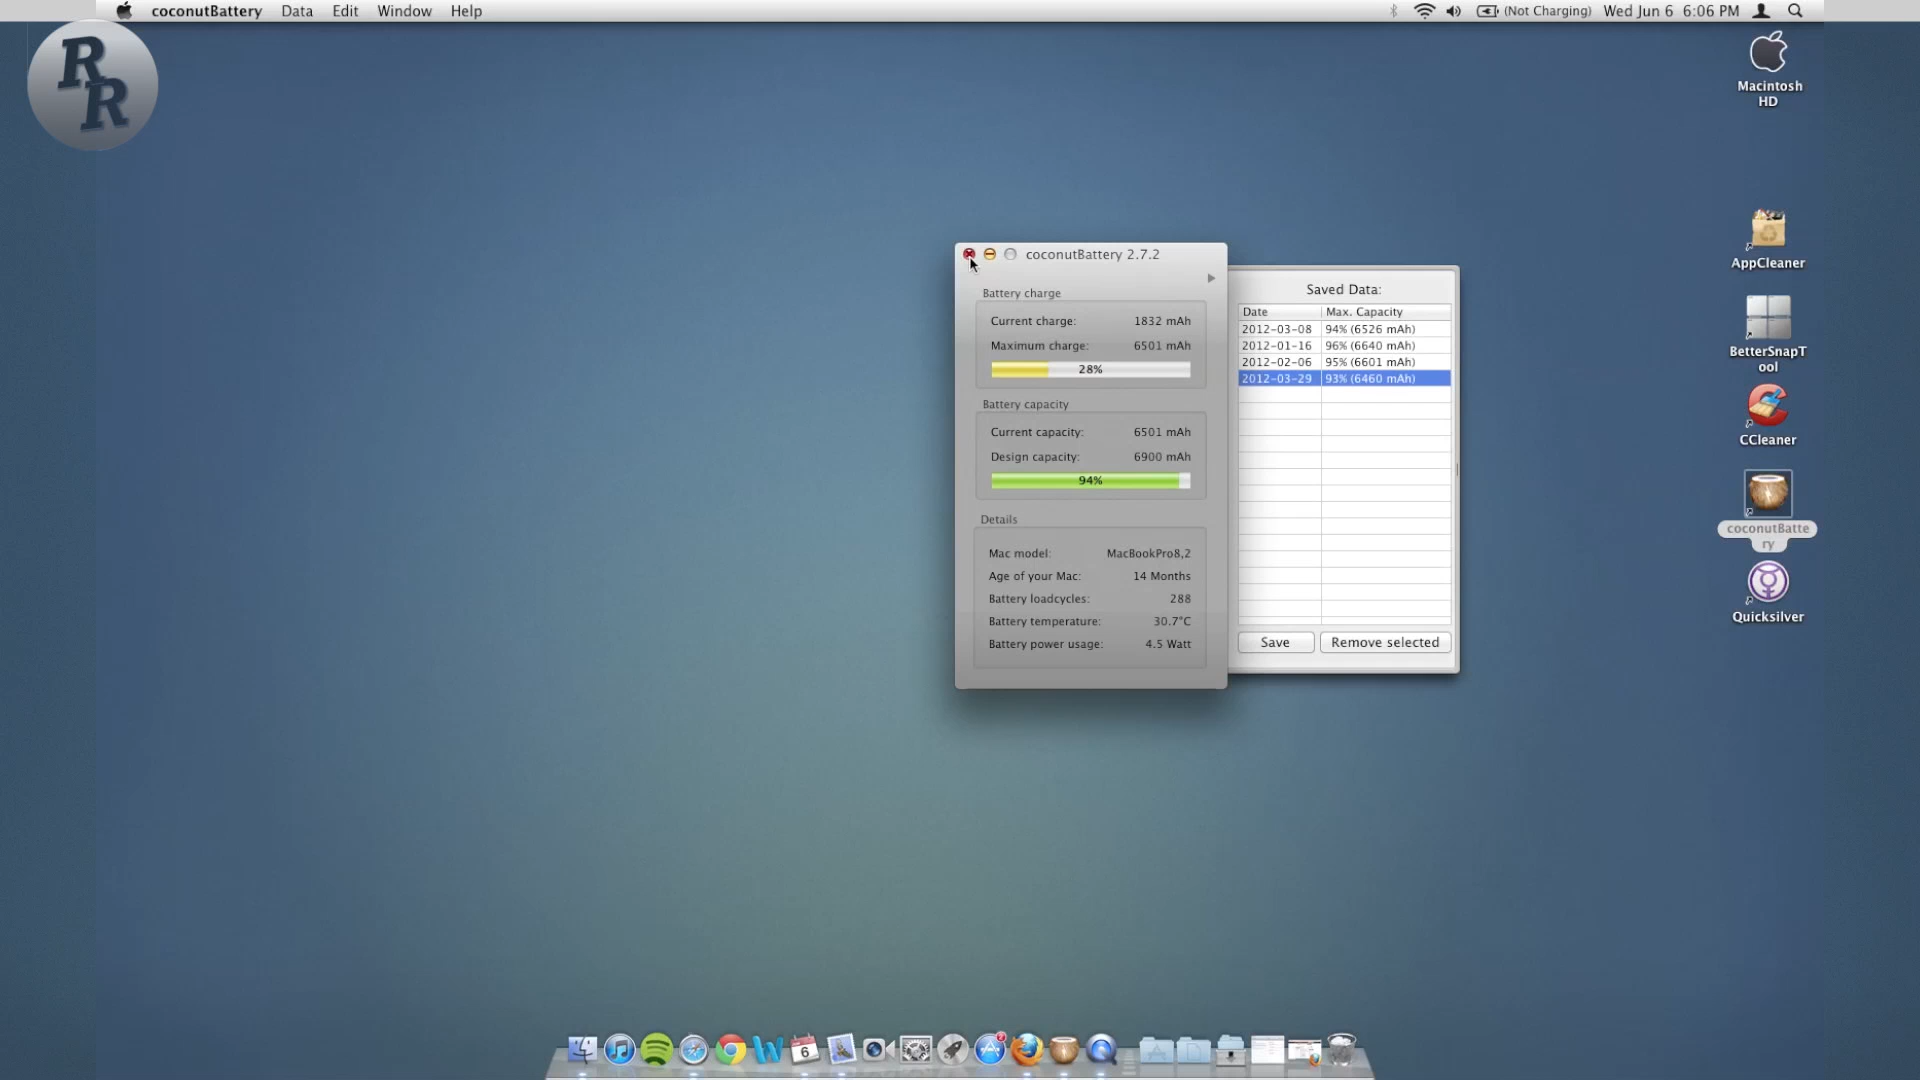 coconutBattery Data Edit Window Help
(Not Charging) Wed Jun 6 6:06 PM
R
R
Macintosh
HD
AppCleaner
BetterSnapT
ool
CCleaner
coconutBatte
ry
Quicksilver
coconutBattery 2.7.2
Battery charge
Current charge: 1832 mAh
Maximum charge: 6501 mAh
28%
Battery capacity
Current capacity: 6501 mAh
Design capacity: 6900 mAh
94%
Details
Mac model: MacBookPro8,2
Age of your Mac: 14 Months
Battery loadcycles: 288
Battery temperature: 30.7°C
Battery power usage: 4.5 Watt
Saved Data:
Date Max. Capacity
2012-03-08 94% (6526 mAh)
2012-01-16 96% (6640 mAh)
2012-02-06 95% (6601 mAh)
2012-03-29 93% (6460 mAh)
Save Remove selected
6